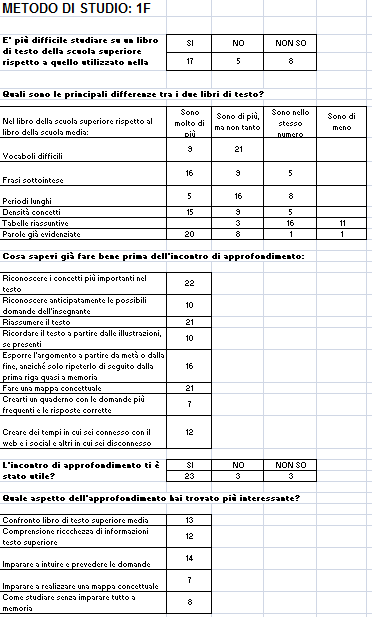 METODO DI STUDIO: 1F
E' più difficile studiare su un libro
di testo della scuola superiore
rispetto a quello utilizzato nella
SI NO NON SO
17 5 8
Quali sono le principali differenze tra i due libri di testo?
Nel libro della scuola superiore rispetto al
libro della scuola media:
Sono
molto di
più
Sono di più,
ma non tanto
Sono nello
stesso
numero
Sono di
meno
Vocaboli difficili 9 21
Frasi sottointese 16 9 5
Periodi lunghi 5 16 8
Densità concetti 15 9 5
Tabelle riassuntive 3 16 11
Parole già evidenziate 20 8 1 1
Cosa sapevi già fare bene prima dell'incontro di approfondimento:
Riconoscere i concetti più importanti nel
testo
22
Riconoscere anticipatamente le possibili
domande dell'insegnante
10
Riassumere il testo 21
Ricordare il testo a partire dalle illustrazioni,
se presenti
10
Esporre l'argomento a partire da metà o dalla
fine, anziché solo ripeterlo di seguito dalla
prima riga quasi a memoria
16
Fare una mappa concettuale 21
Crearti un quaderno con le domande più
frequenti e le risposte corrette
7
Creare dei tempi in cui sei connesso con il
web e i social e altri in cui sei disconnesso
12
L'incontro di approfondimento ti è
stato utile?
SI NO NON SO
23 3 3
Quale aspetto dell'approfondimento hai trovato più interessante?
Confronto libro di testo superiore media 13
Comprensione ricchezza di informazioni
testo superiore
12
Imparare a intuire e prevedere le domande 14
Imparare a realizzare una mappa concettuale 7
Come studiare senza imparare tutto a
memoria
8